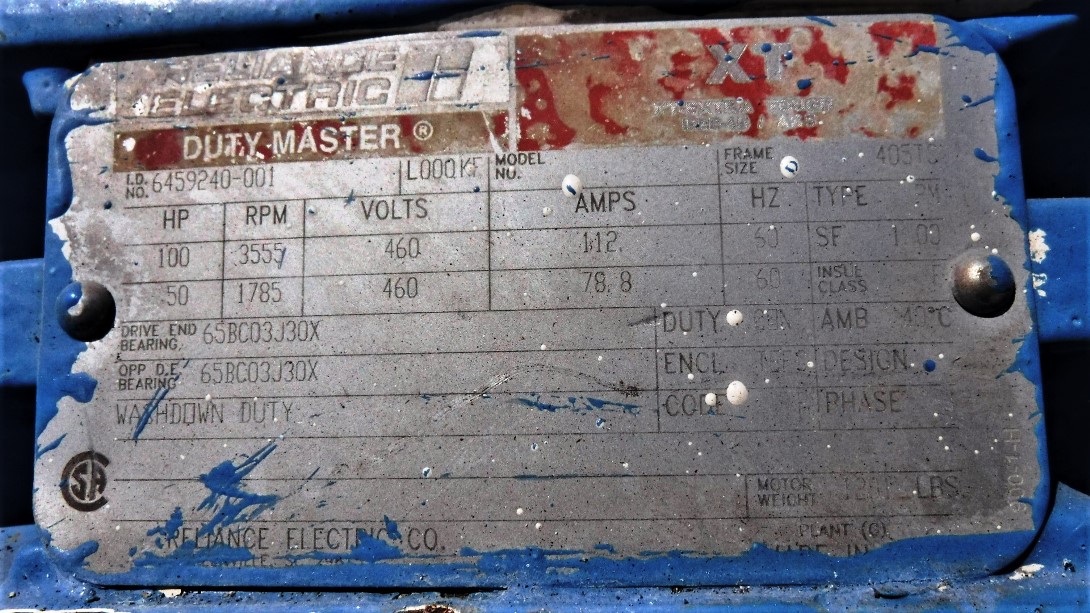 RELIANCE
ELECTRIC
XT
DUTY MASTER ®
I.D. NO. 6459240-001 L000KF MODEL NO. FRAME SIZE
HP RPM VOLTS AMPS HZ TYPE
100 3555 460 112. 60 SF 1.00
50 1785 460 78.8 60 INSUL CLASS F
DRIVE END BEARING 65BC03J30X DUTY AMB 40°C
OPP D.E. BEARING 65BC03J30X ENCL DESIGN
WASHDOWN DUTY CODE PHASE
MOTOR WEIGHT LBS
RELIANCE ELECTRIC CO. PLANT (C)
MADE IN